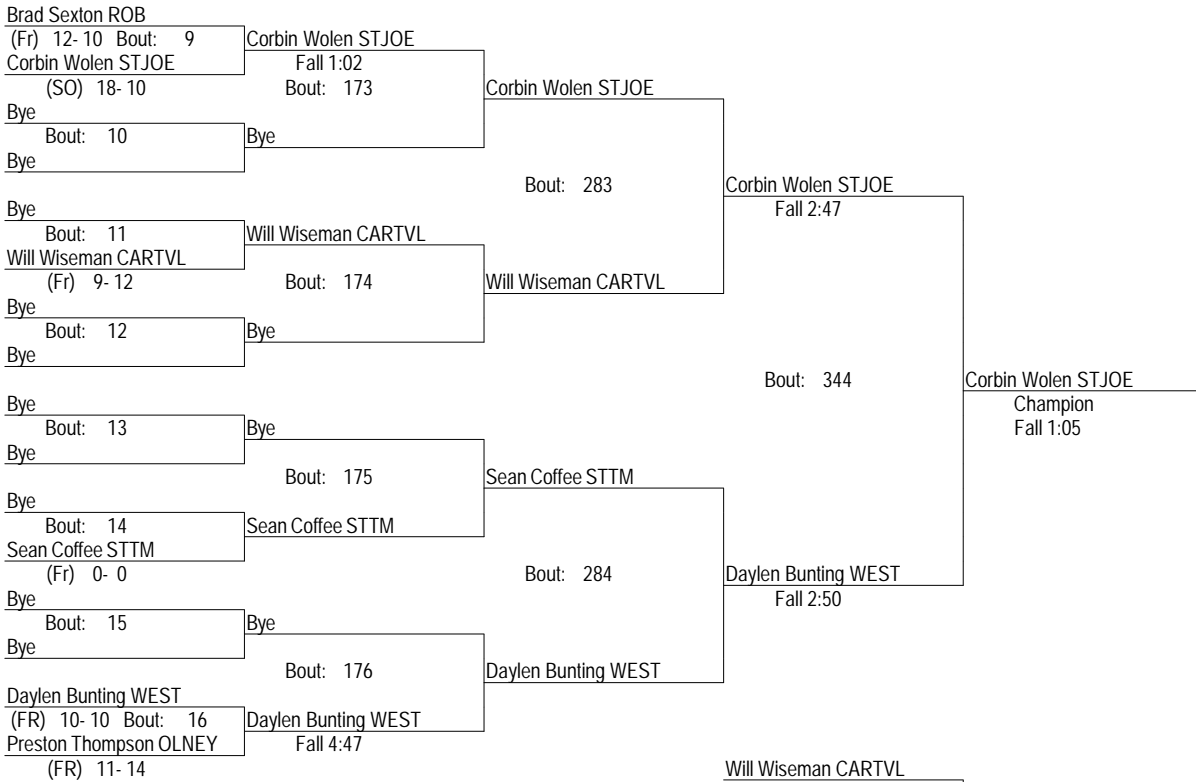 Brad Sexton ROB
(Fr) 12- 10 Bout: 9
Corbin Wolen STJOE
Corbin Wolen STJOE
Fall 1:02
(SO) 18- 10
Bout: 173
Corbin Wolen STJOE
Bye
Bout: 10
Bye
Bye
Bout: 283
Corbin Wolen STJOE
Fall 2:47
Bye
Bout: 11
Will Wiseman CARTVL
Will Wiseman CARTVL
(Fr) 9- 12
Bout: 174
Will Wiseman CARTVL
Bye
Bout: 12
Bye
Bye
Bout: 344
Corbin Wolen STJOE
Champion
Fall 1:05
Bye
Bout: 13
Bye
Bye
Bout: 175
Sean Coffee STTM
Bye
Bout: 14
Sean Coffee STTM
Sean Coffee STTM
(Fr) 0- 0
Bout: 284
Daylen Bunting WEST
Fall 2:50
Bye
Bout: 15
Bye
Bye
Bout: 176
Daylen Bunting WEST
Daylen Bunting WEST
(FR) 10- 10 Bout: 16
Daylen Bunting WEST
Preston Thompson OLNEY
Fall 4:47
(FR) 11- 14
Will Wiseman CARTVL